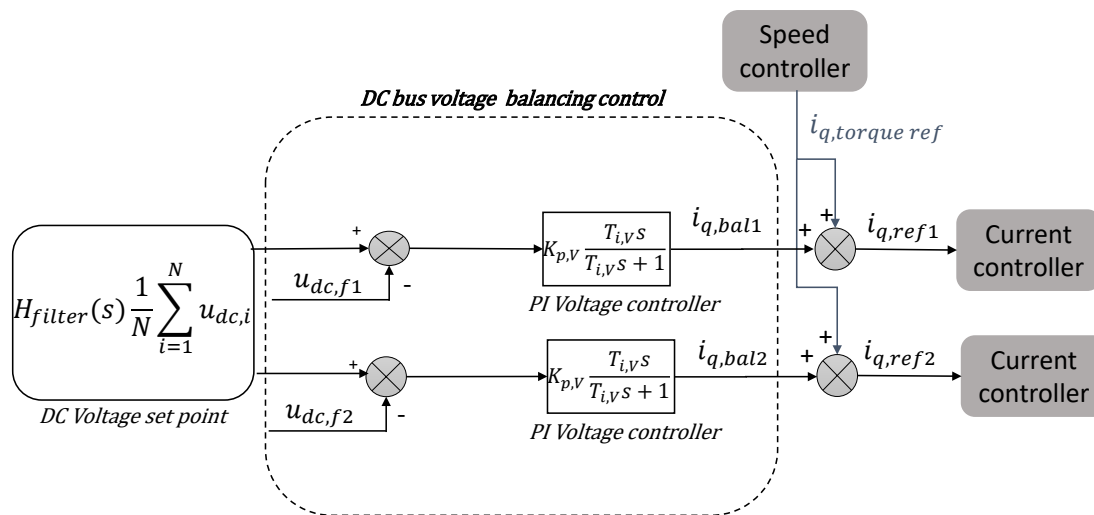 Speed
controller
DC bus voltage balancing control
i_{q,torque ref}
+
+
i_{q,bal1}
+
i_{q,ref1}
Current
controller
K_{p,V} \frac{T_{i,V}s}{T_{i,V}s + 1}
u_{dc,f1}
-
PI Voltage controller
H_{filter}(s) \frac{1}{N} \sum_{i=1}^{N} u_{dc,i}
DC Voltage set point
+
u_{dc,f2}
-
K_{p,V} \frac{T_{i,V}s}{T_{i,V}s + 1}
PI Voltage controller
i_{q,bal2}
+
+
i_{q,ref2}
Current
controller